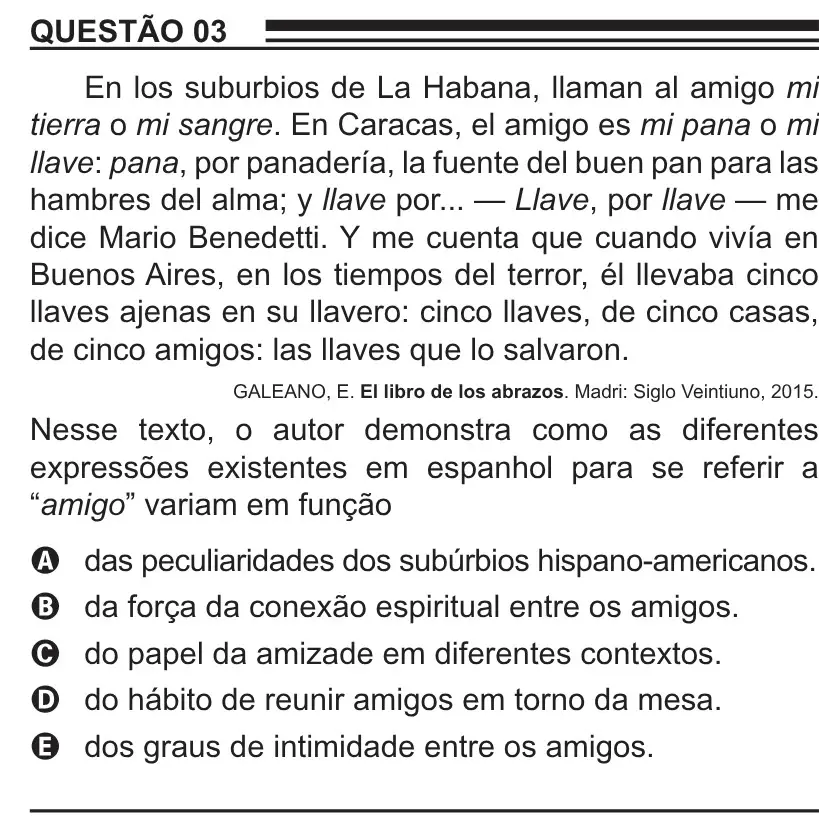 QUESTÃO 03
En los suburbios de La Habana, llaman al amigo mi
tierra o mi sangre. En Caracas, el amigo es mi pana o mi
llave: pana, por panadería, la fuente del buen pan para las
hambres del alma; y llave por... — Llave, por llave — me
dice Mario Benedetti. Y me cuenta que cuando vivía en
Buenos Aires, en los tiempos del terror, él llevaba cinco
llaves ajenas en su llavero: cinco llaves, de cinco casas,
de cinco amigos: las llaves que lo salvaron.
GALEANO, E. El libro de los abrazos. Madri: Siglo Veintiuno, 2015.
Nesse texto, o autor demonstra como as diferentes
expressões existentes em espanhol para se referir a
“amigo” variam em função
A das peculiaridades dos subúrbios hispano-americanos.
B da força da conexão espiritual entre os amigos.
C do papel da amizade em diferentes contextos.
D do hábito de reunir amigos em torno da mesa.
E dos graus de intimidade entre os amigos.